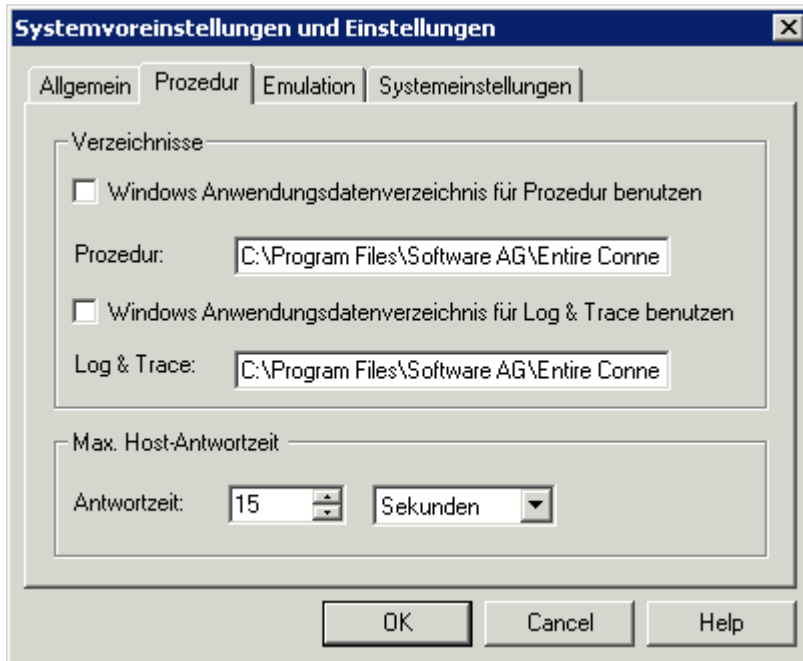 Systemvoreinstellungen und Einstellungen
Allgemein Prozedur Emulation Systemeinstellungen
Verzeichnisse
Windows Anwendungsdatenverzeichnis für Prozedur benutzen
Prozedur: C:\Program Files\Software AG\Entire Conne
Windows Anwendungsdatenverzeichnis für Log & Trace benutzen
Log & Trace: C:\Program Files\Software AG\Entire Conne
Max. Host-Antwortzeit
Antwortzeit: 15 Sekunden
OK Cancel Help